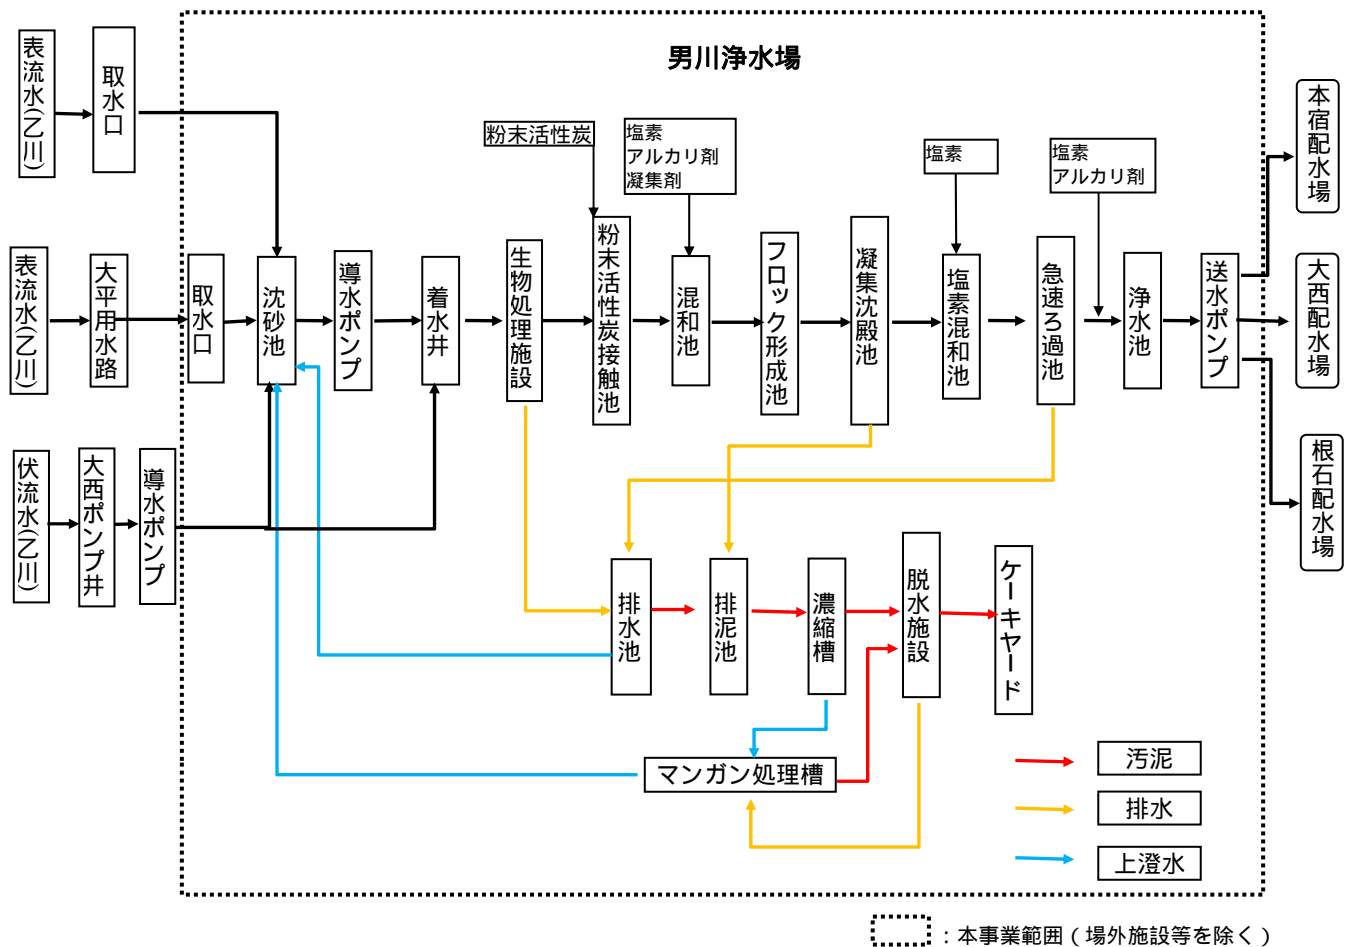 男川浄水場
表流水(乙川)
取水口
粉末活性炭
塩素
アルカリ剤
凝集剤
塩素
塩素
アルカリ剤
本宿配水場
表流水(乙川)
大平用水路
取水口
沈砂池
導水ポンプ
着水井
生物処理施設
粉末活性炭接触池
混和池
フロック形成池
凝集沈殿池
塩素混和池
急速ろ過池
浄水池
送水ポンプ
大西配水場
根石配水場
伏流水(乙川)
大西ポンプ井
導水ポンプ
排水池
排泥池
濃縮槽
脱水施設
ケーキヤード
マンガン処理槽
汚泥
排水
上澄水
：本事業範囲（場外施設等を除く）